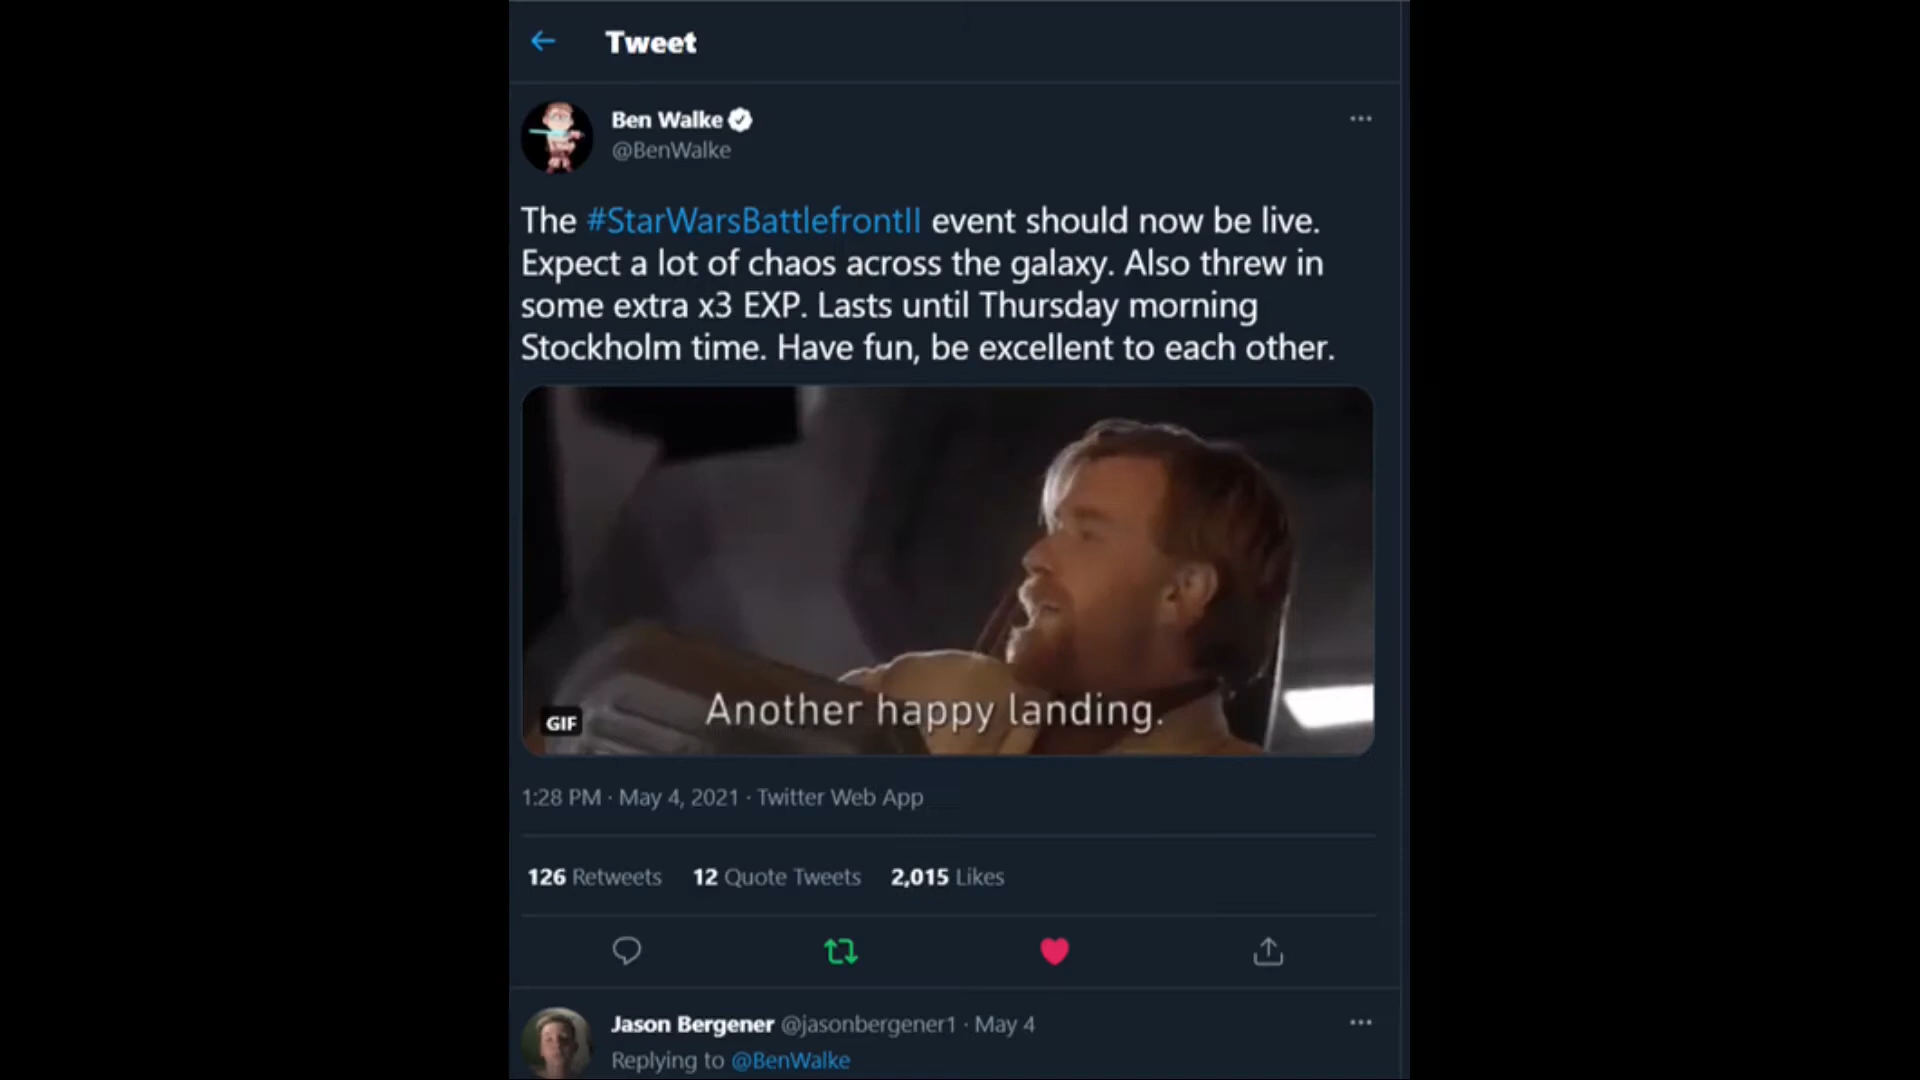 Tweet
Ben Walke
@BenWalke
The #StarWarsBattlefrontII event should now be live.
Expect a lot of chaos across the galaxy. Also threw in
some extra x3 EXP. Lasts until Thursday morning
Stockholm time. Have fun, be excellent to each other.
Another happy landing.
GIF
1:28 PM · May 4, 2021 · Twitter Web App
126 Retweets 12 Quote Tweets 2,015 Likes
Jason Bergener @jasonbergener1 · May 4
Replying to @BenWalke